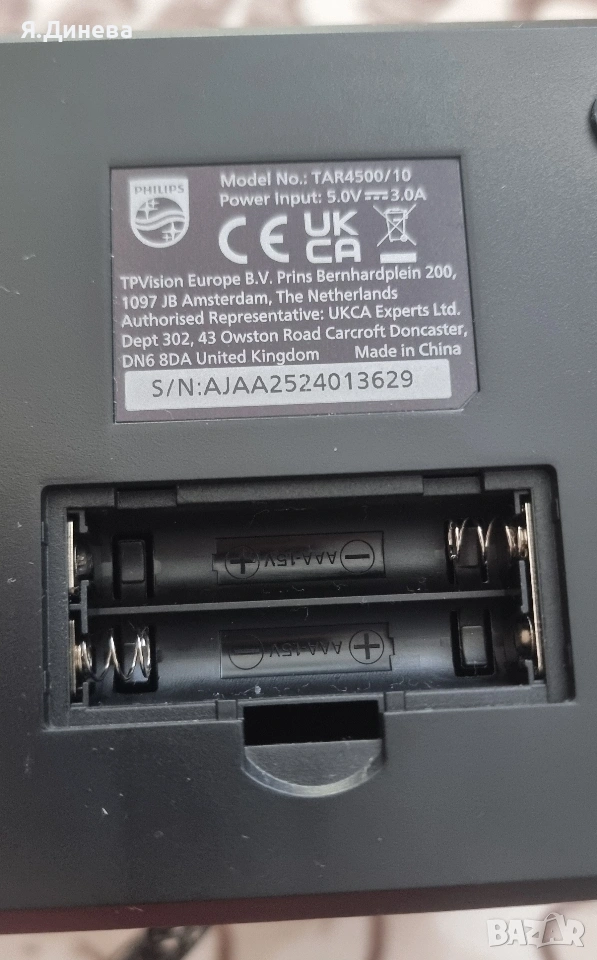 Я.Динева
PHILIPS
Model No.: TAR4500/10
Power Input: 5.0V⎓3.0A
CE UK CA
TPVision Europe B.V. Prins Bernhardplein 200,
1097 JB Amsterdam, The Netherlands
Authorised Representative: UKCA Experts Ltd.
Dept 302, 43 Owston Road Carcroft Doncaster,
DN6 8DA United Kingdom Made in China
S/N:AJAA2524013629
− AAA-1.5V +
− AAA-1.5V +
BAZAR